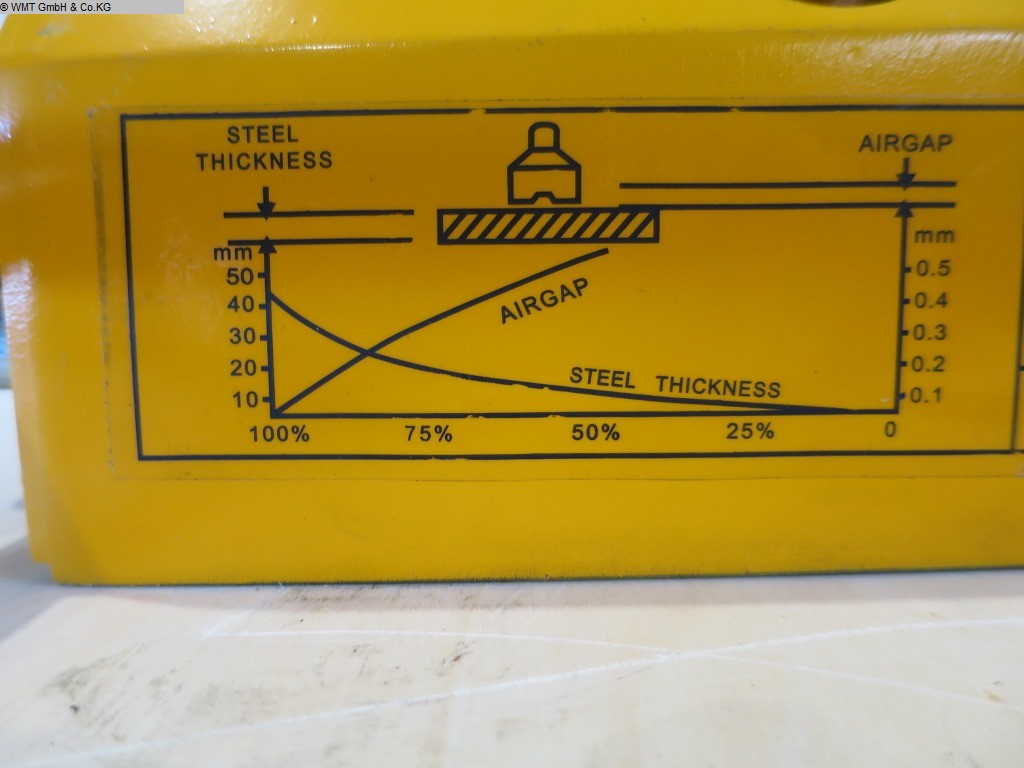 © WMT GmbH & Co.KG
STEEL
THICKNESS
AIRGAP
mm
50
40
30
20
10
AIRGAP
STEEL THICKNESS
mm
0.5
0.4
0.3
0.2
0.1
100% 75% 50% 25% 0